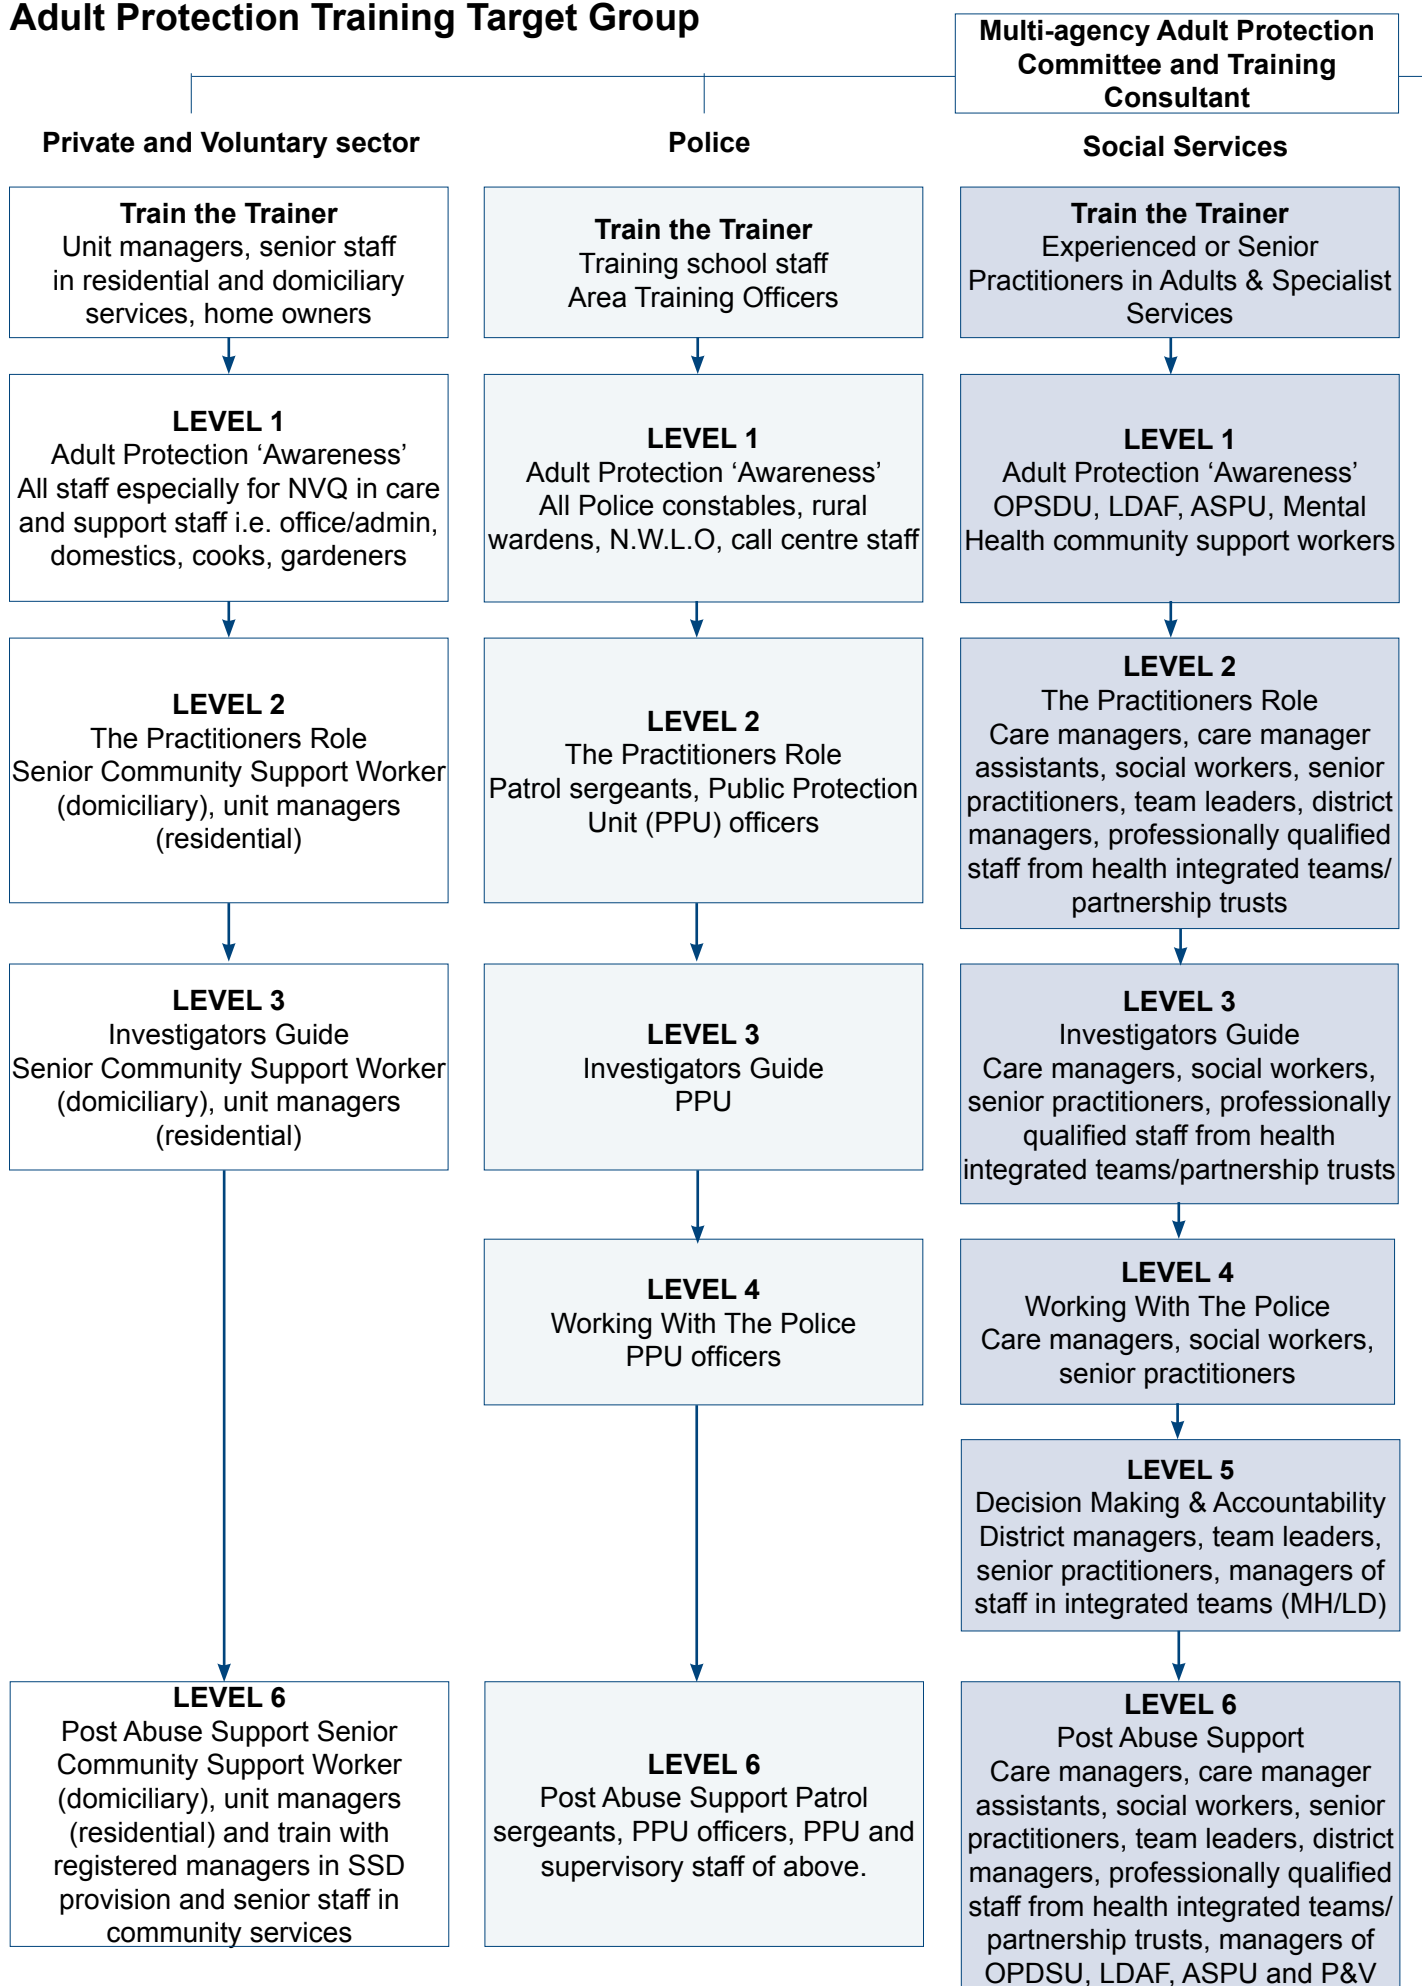 Adult Protection Training Target Group
Multi-agency Adult Protection
Committee and Training
Consultant
Private and Voluntary sector
Train the Trainer
Unit managers, senior staff
in residential and domiciliary
services, home owners
LEVEL 1
Adult Protection ‘Awareness’
All staff especially for NVQ in care
and support staff i.e. office/admin,
domestics, cooks, gardeners
LEVEL 2
The Practitioners Role
Senior Community Support Worker
(domiciliary), unit managers
(residential)
LEVEL 3
Investigators Guide
Senior Community Support Worker
(domiciliary), unit managers
(residential)
LEVEL 6
Post Abuse Support Senior
Community Support Worker
(domiciliary), unit managers
(residential) and train with
registered managers in SSD
provision and senior staff in
community services
Police
Train the Trainer
Training school staff
Area Training Officers
LEVEL 1
Adult Protection ‘Awareness’
All Police constables, rural
wardens, N.W.L.O, call centre staff
LEVEL 2
The Practitioners Role
Patrol sergeants, Public Protection
Unit (PPU) officers
LEVEL 3
Investigators Guide
PPU
LEVEL 4
Working With The Police
PPU officers
LEVEL 6
Post Abuse Support Patrol
sergeants, PPU officers, PPU and
supervisory staff of above.
Social Services
Train the Trainer
Experienced or Senior
Practitioners in Adults & Specialist
Services
LEVEL 1
Adult Protection ‘Awareness’
OPSDU, LDAF, ASPU, Mental
Health community support workers
LEVEL 2
The Practitioners Role
Care managers, care manager
assistants, social workers, senior
practitioners, team leaders, district
managers, professionally qualified
staff from health integrated teams/
partnership trusts
LEVEL 3
Investigators Guide
Care managers, social workers,
senior practitioners, professionally
qualified staff from health
integrated teams/partnership trusts
LEVEL 4
Working With The Police
Care managers, social workers,
senior practitioners
LEVEL 5
Decision Making & Accountability
District managers, team leaders,
senior practitioners, managers of
staff in integrated teams (MH/LD)
LEVEL 6
Post Abuse Support
Care managers, care manager
assistants, social workers, senior
practitioners, team leaders, district
managers, professionally qualified
staff from health integrated teams/
partnership trusts, managers of
OPDSU, LDAF, ASPU and P&V